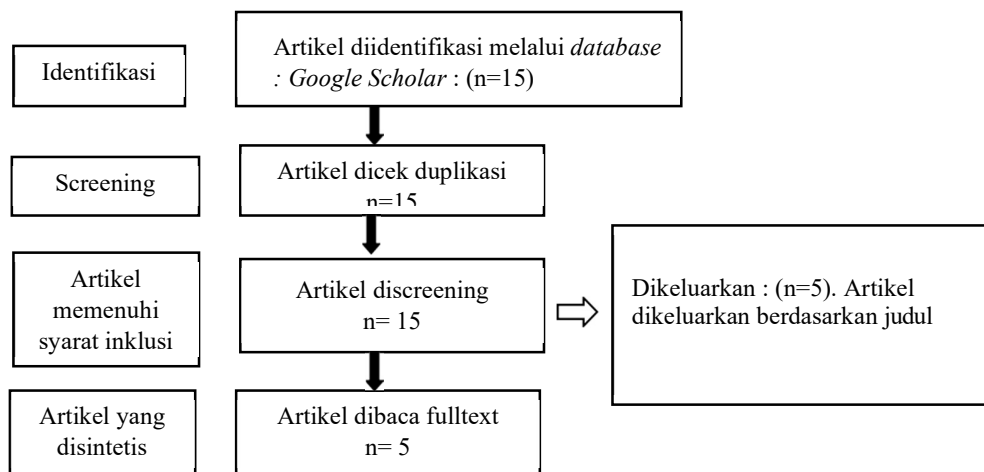 Identifikasi
Artikel diidentifikasi melalui database
: Google Scholar : (n=15)
Screening
Artikel dicek duplikasi
n=15
Artikel
memenuhi
syarat inklusi
Artikel discreening
n= 15
Dikeluarkan : (n=5). Artikel
dikeluarkan berdasarkan judul
Artikel yang
disintetis
Artikel dibaca fulltext
n= 5